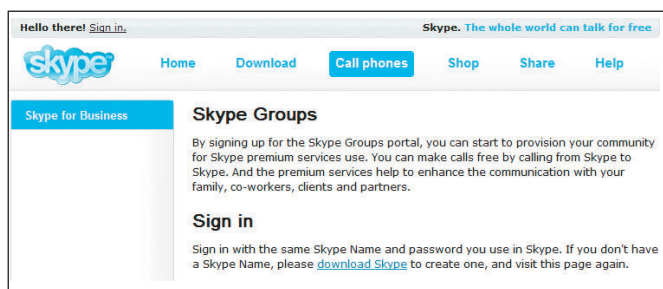 Hello there! Sign in.
Skype. The whole world can talk for free
skype
Home Download Call phones Shop Share Help
Skype for Business
Skype Groups
By signing up for the Skype Groups portal, you can start to provision your community
for Skype premium services use. You can make calls free by calling from Skype to
Skype. And the premium services help to enhance the communication with your
family, co-workers, clients and partners.
Sign in
Sign in with the same Skype Name and password you use in Skype. If you don't have
a Skype Name, please download Skype to create one, and visit this page again.